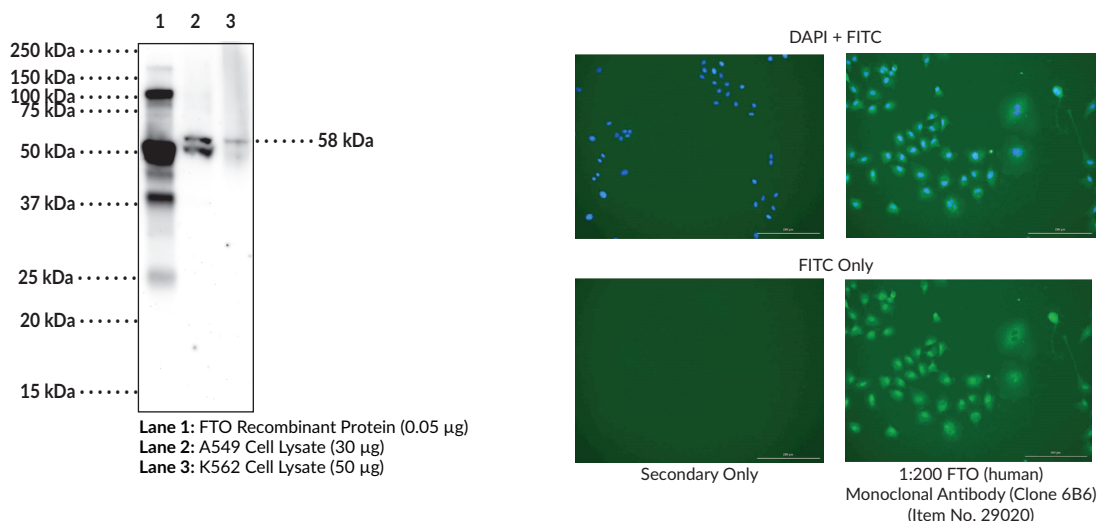 1 2 3
250 kDa
150 kDa
100 kDa
75 kDa
58 kDa
50 kDa
37 kDa
25 kDa
20 kDa
15 kDa
Lane 1: FTO Recombinant Protein (0.05 µg)
Lane 2: A549 Cell Lysate (30 µg)
Lane 3: K562 Cell Lysate (50 µg)
DAPI + FITC
FITC Only
Secondary Only
1:200 FTO (human)
Monoclonal Antibody (Clone 6B6)
(Item No. 29020)